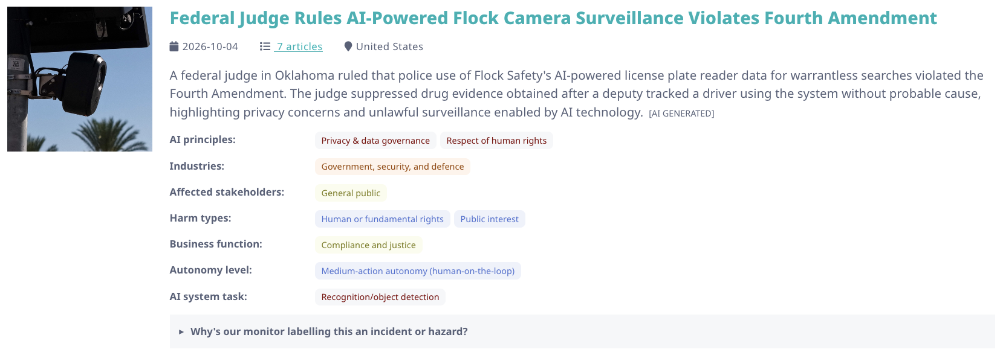 Federal Judge Rules AI-Powered Flock Camera Surveillance Violates Fourth Amendment
2026-10-04 7 articles United States
A federal judge in Oklahoma ruled that police use of Flock Safety's AI-powered license plate reader data for warrantless searches violated the
Fourth Amendment. The judge suppressed drug evidence obtained after a deputy tracked a driver using the system without probable cause,
highlighting privacy concerns and unlawful surveillance enabled by AI technology. [AI GENERATED]
AI principles: Privacy & data governance Respect of human rights
Industries: Government, security, and defence
Affected stakeholders: General public
Harm types: Human or fundamental rights Public interest
Business function: Compliance and justice
Autonomy level: Medium-action autonomy (human-on-the-loop)
AI system task: Recognition/object detection
▸ Why's our monitor labelling this an incident or hazard?